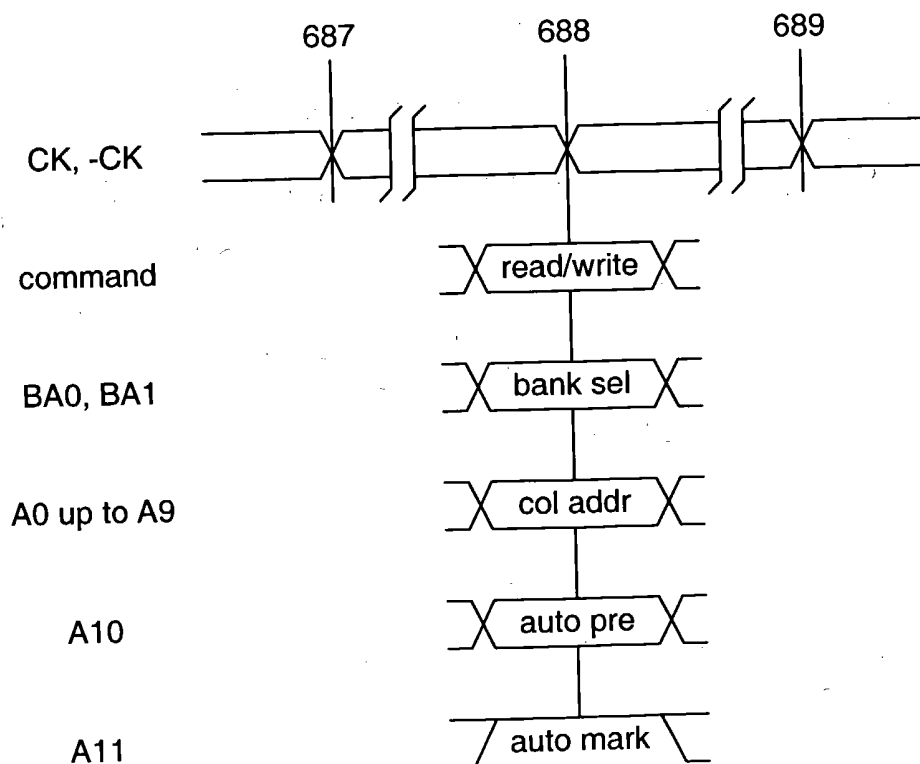 687 688 689
CK, -CK
command read/write
BA0, BA1 bank sel
A0 up to A9 col addr
A10 auto pre
A11 auto mark